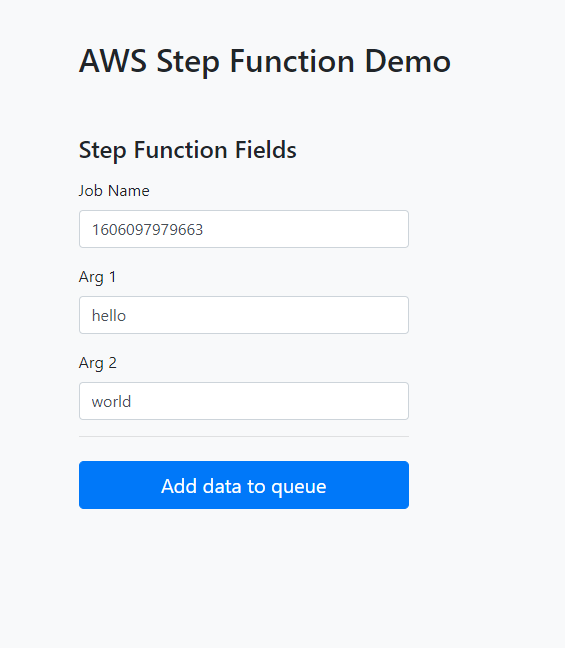 AWS Step Function Demo
Step Function Fields
Job Name
1606097979663
Arg 1
hello
Arg 2
world
Add data to queue